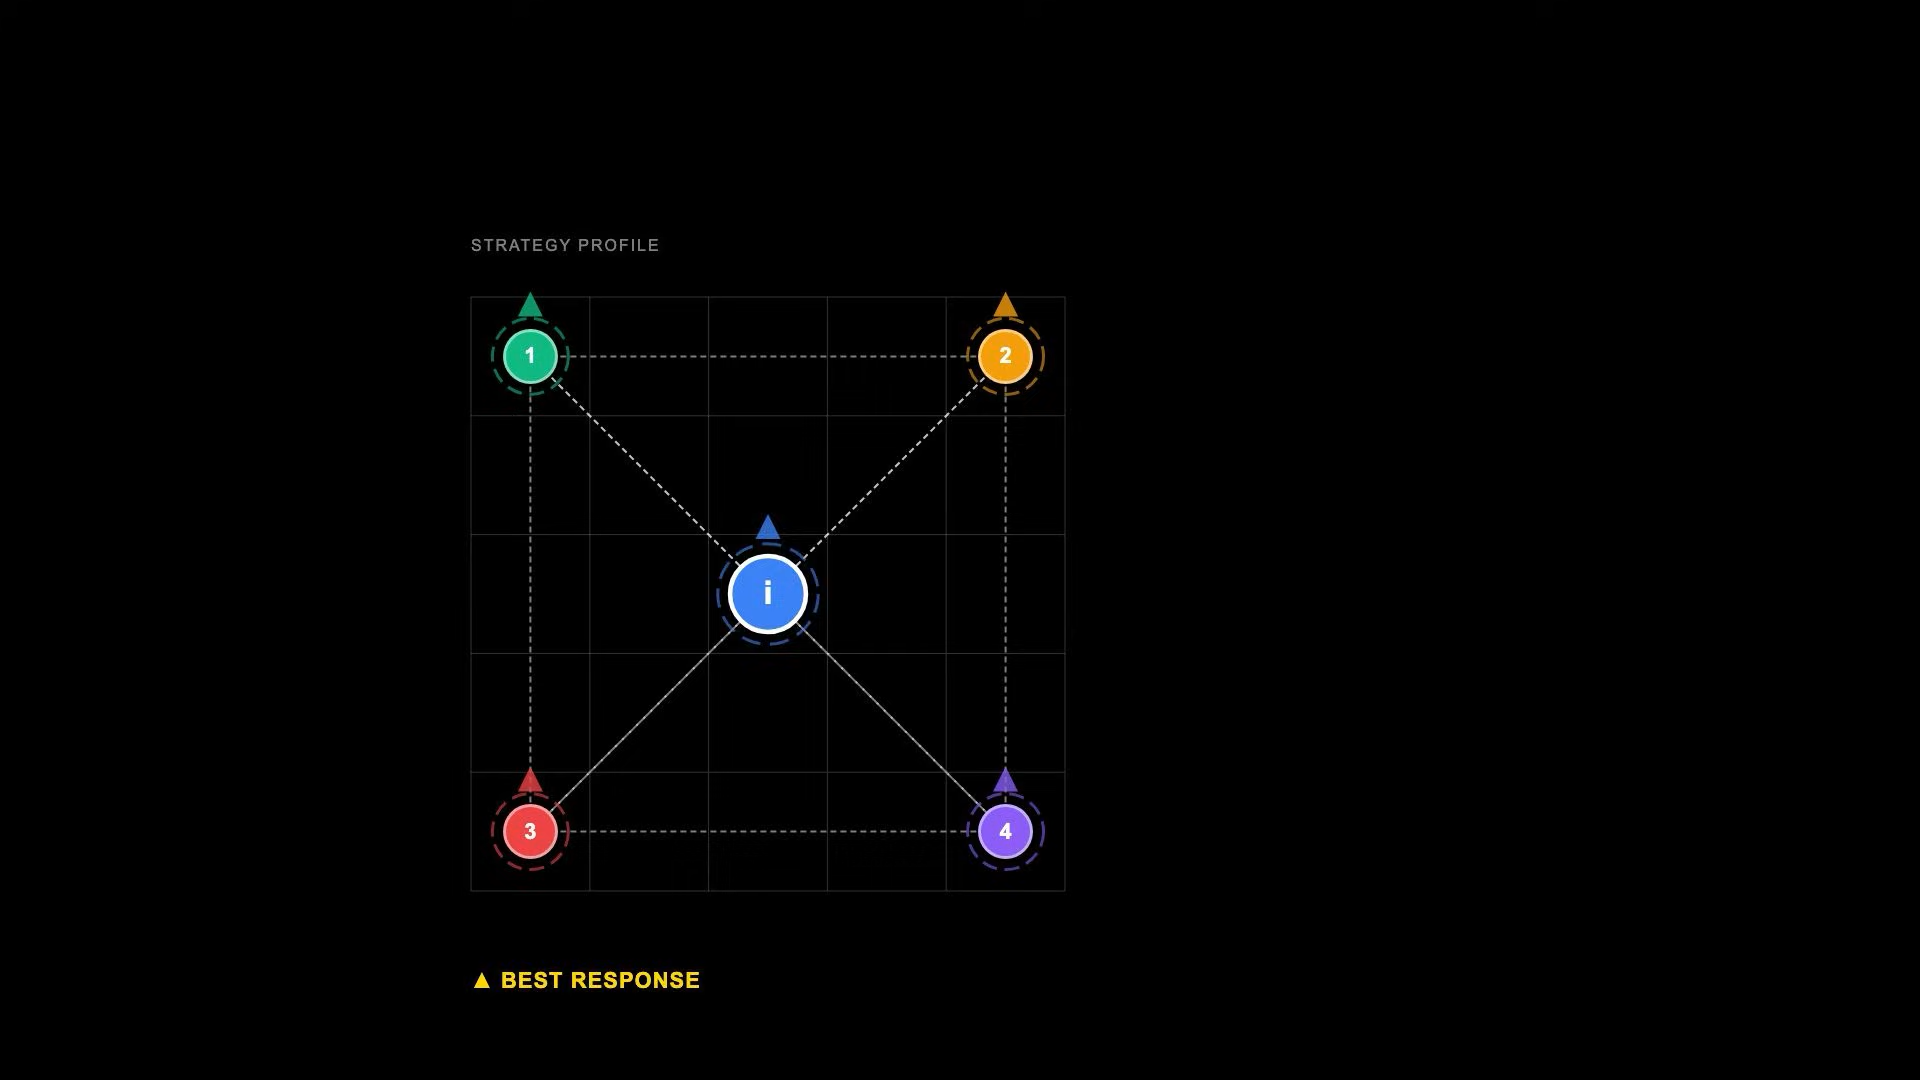 STRATEGY PROFILE
1
2
i
3
4
▲ BEST RESPONSE